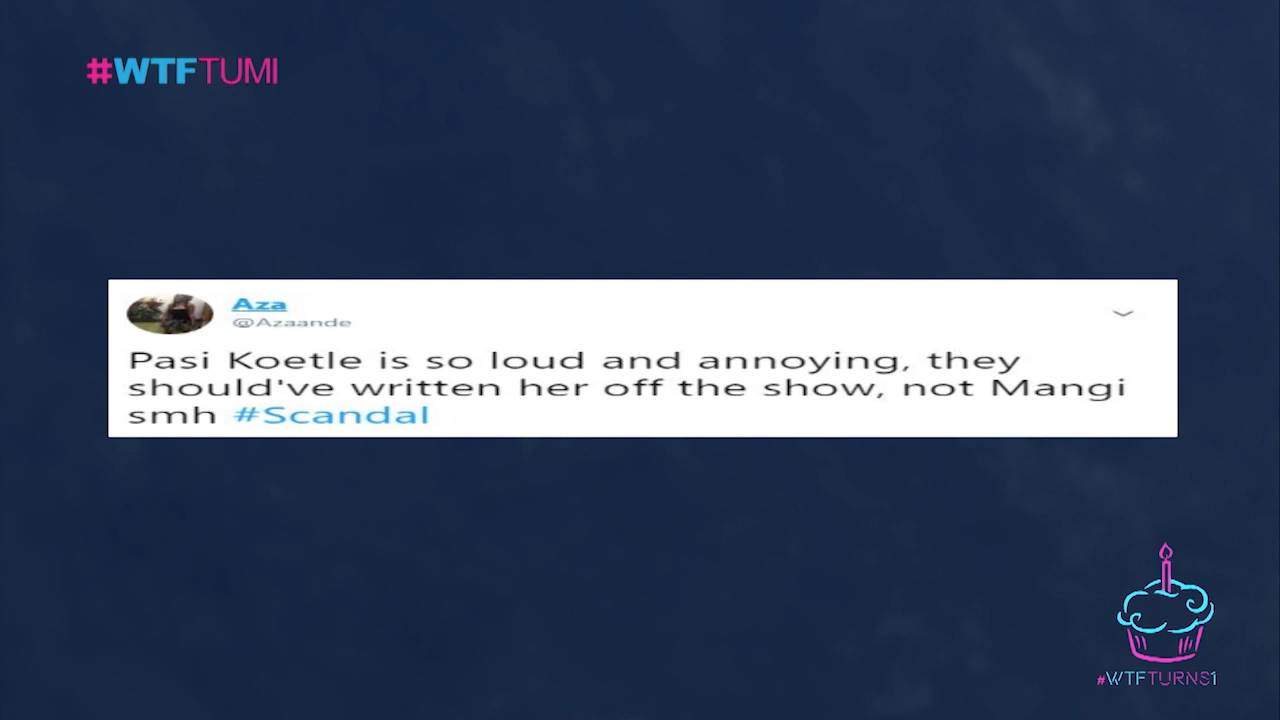 #WTFTUMI
Aza
@Azaande
Pasi Koetle is so loud and annoying, they
should've written her off the show, not Mangi
smh #Scandal
#WTFTURNS1